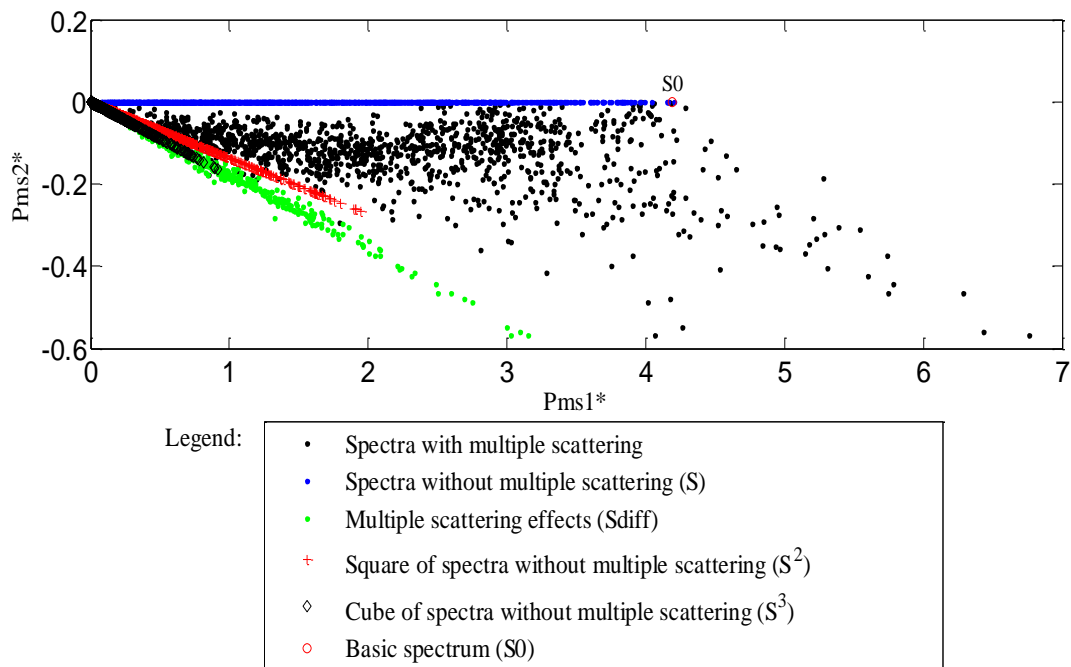 0.2
0
-0.2
-0.4
-0.6
Pms2*
S0
0 1 2 3 4 5 6 7
Pms1*
Legend:
Spectra with multiple scattering
Spectra without multiple scattering (S)
Multiple scattering effects (Sdiff)
Square of spectra without multiple scattering (S²)
Cube of spectra without multiple scattering (S³)
Basic spectrum (S0)